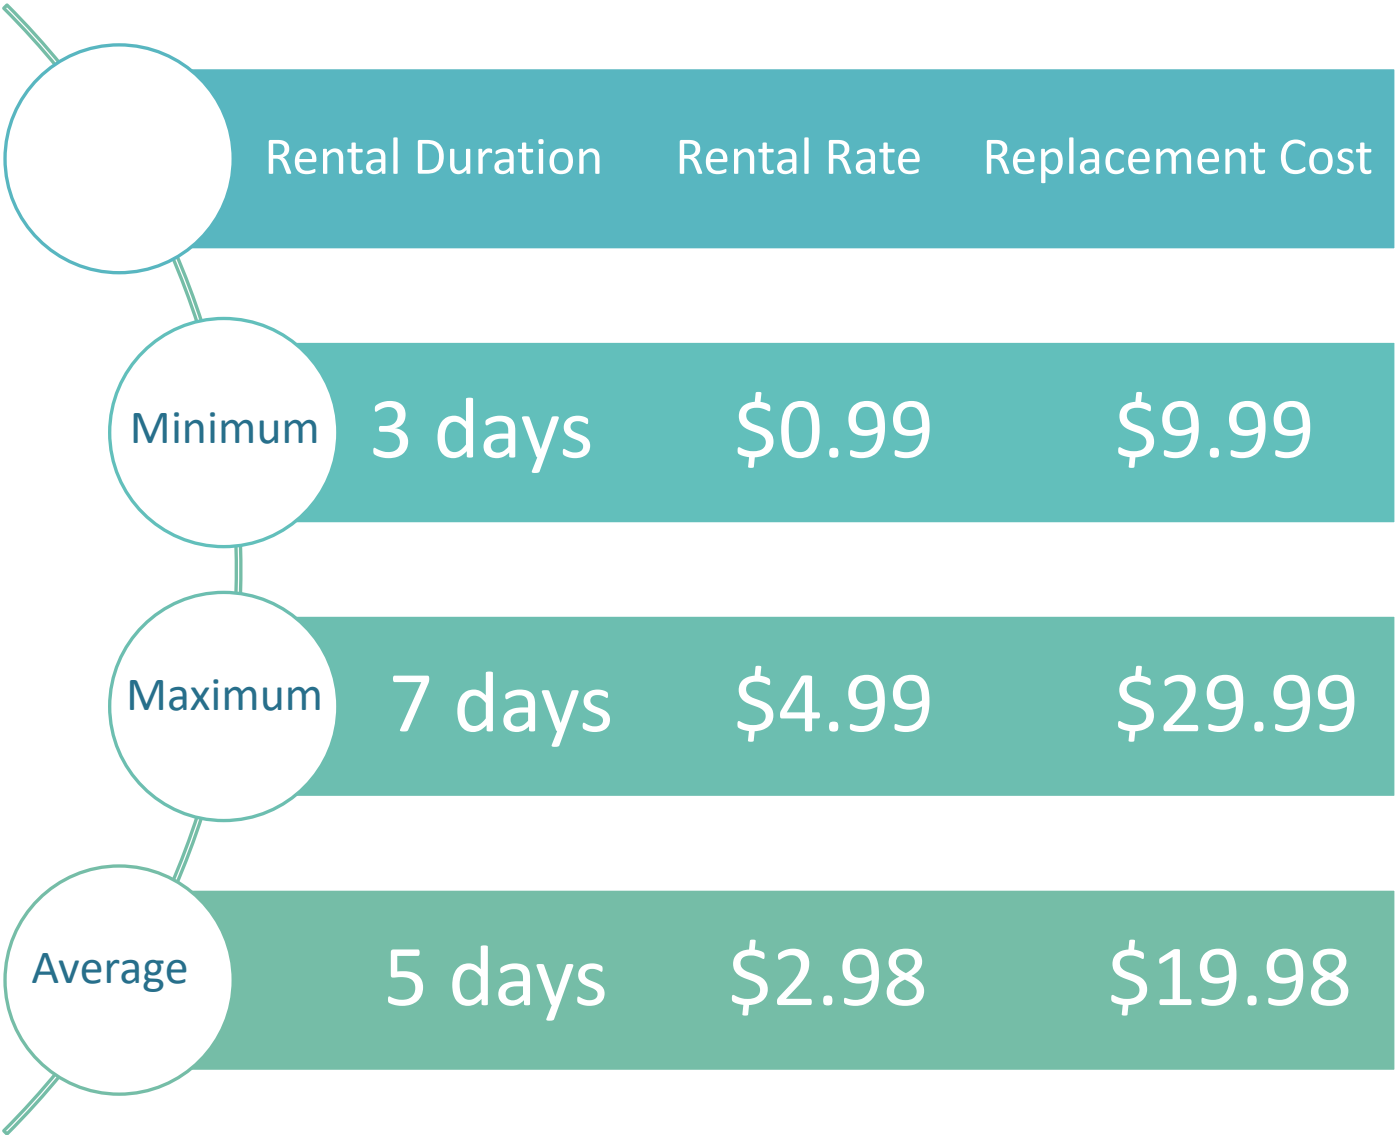 Rental Duration Rental Rate Replacement Cost
Minimum 3 days $0.99 $9.99
Maximum 7 days $4.99 $29.99
Average 5 days $2.98 $19.98